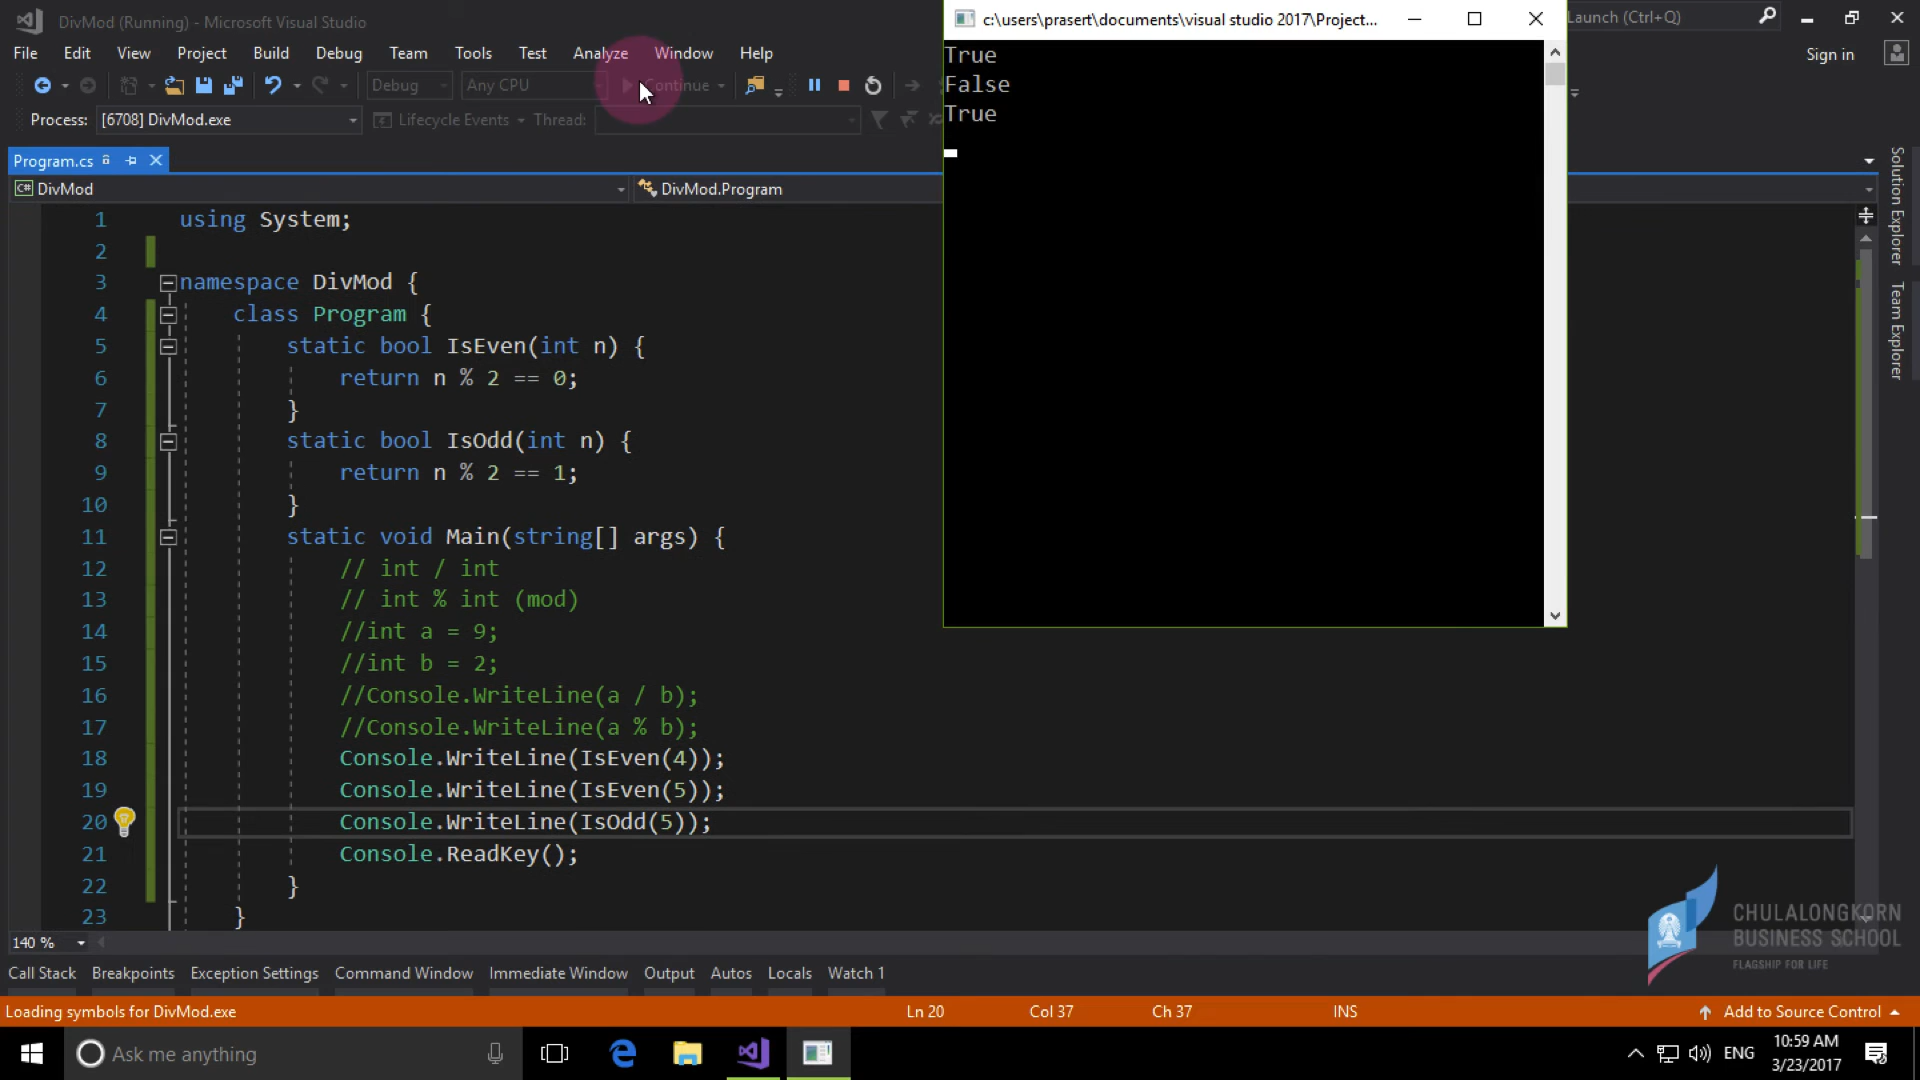 DivMod (Running) - Microsoft Visual Studio
Launch (Ctrl+Q)
File Edit View Project Build Debug Team Tools Test Analyze Window Help
Sign in
Debug Any CPU Continue
Process: [6708] DivMod.exe Lifecycle Events Thread:
Program.cs
C# DivMod DivMod.Program
1 using System;
2
3 namespace DivMod {
4 class Program {
5 static bool IsEven(int n) {
6 return n % 2 == 0;
7 }
8 static bool IsOdd(int n) {
9 return n % 2 == 1;
10 }
11 static void Main(string[] args) {
12 // int / int
13 // int % int (mod)
14 //int a = 9;
15 //int b = 2;
16 //Console.WriteLine(a / b);
17 //Console.WriteLine(a % b);
18 Console.WriteLine(IsEven(4));
19 Console.WriteLine(IsEven(5));
20 Console.WriteLine(IsOdd(5));
21 Console.ReadKey();
22 }
23 }
c:\users\prasert\documents\visual studio 2017\Project...
True
False
True
Solution Explorer
Team Explorer
CHULALONGKORN
BUSINESS SCHOOL
FLAGSHIP FOR LIFE
140 %
Call Stack Breakpoints Exception Settings Command Window Immediate Window Output Autos Locals Watch 1
Loading symbols for DivMod.exe Ln 20 Col 37 Ch 37 INS Add to Source Control
Ask me anything
ENG
10:59 AM
3/23/2017